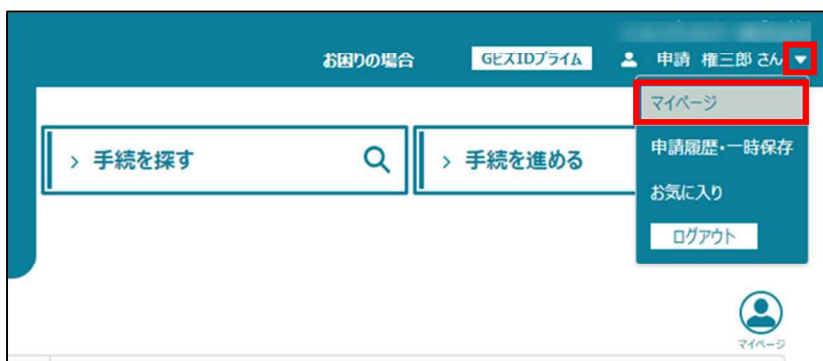 お困りの場合
GビズIDプライム
申請 権三郎 さん ▼
マイページ
申請履歴・一時保存
お気に入り
ログアウト
> 手続を探す
> 手続を進める
マイページ